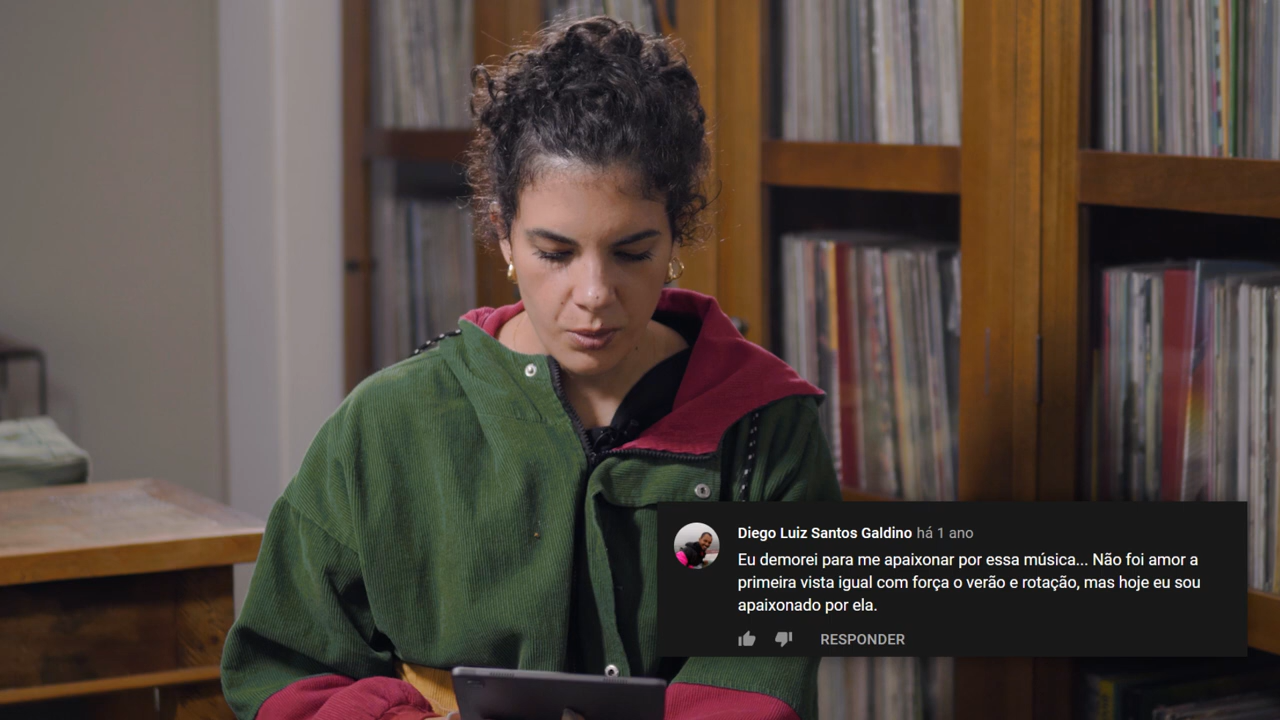 Diego Luiz Santos Galdino há 1 ano
Eu demorei para me apaixonar por essa música... Não foi amor a
primeira vista igual com força o verão e rotação, mas hoje eu sou
apaixonado por ela.
RESPONDER